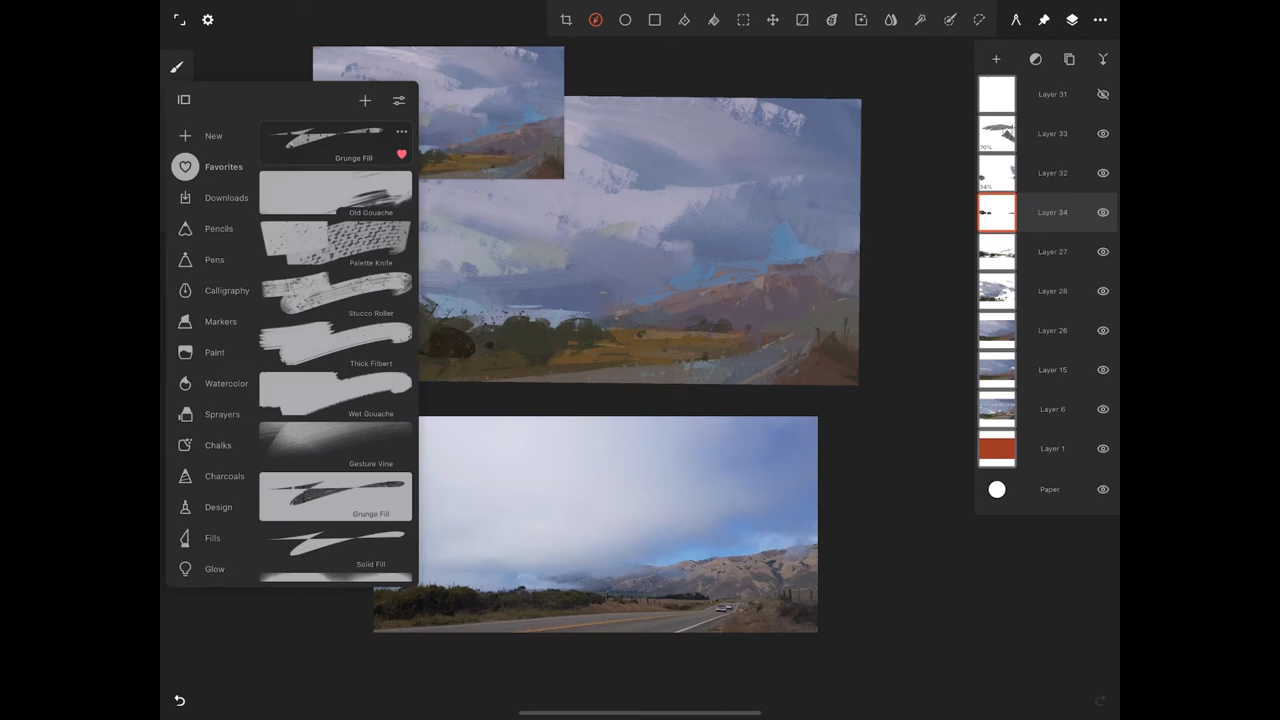 New
Favorites
Downloads
Pencils
Pens
Calligraphy
Markers
Paint
Watercolor
Sprayers
Chalks
Charcoals
Design
Fills
Glow
Grunge Fill
Old Gouache
Palette Knife
Stucco Roller
Thick Filbert
Wet Gouache
Gesture Vine
Grunge Fill
Solid Fill
Layer 31
Layer 33
70%
Layer 32
34%
Layer 34
Layer 27
Layer 28
Layer 26
Layer 15
Layer 6
Layer 1
Paper